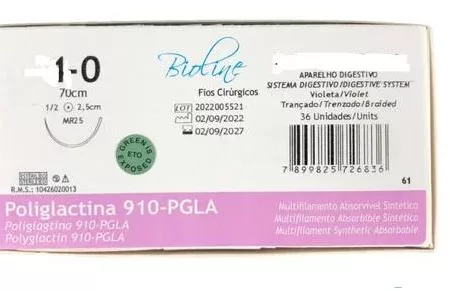 1-0
70cm
1/2 2,5cm
MR25
Bioline
Fios Cirúrgicos
LOT 2022005521
02/09/2022
02/09/2027
APARELHO DIGESTIVO
SISTEMA DIGESTIVO/DIGESTIVE SYSTEM
Violeta/Violet
Trançado/Trenzado/Braided
36 Unidades/Units
7 899825 726836
GREEN IS
ETO
EXPOSED
R.M.S.: 10426020013
61
Poliglactina 910-PGLA
Poliglagtina 910-PGLA
Polyglactin 910-PGLA
Multifilamento Absorvível Sintético
Multifilamento Absorbible Sintético
Multifilament Synthetic Absorbable